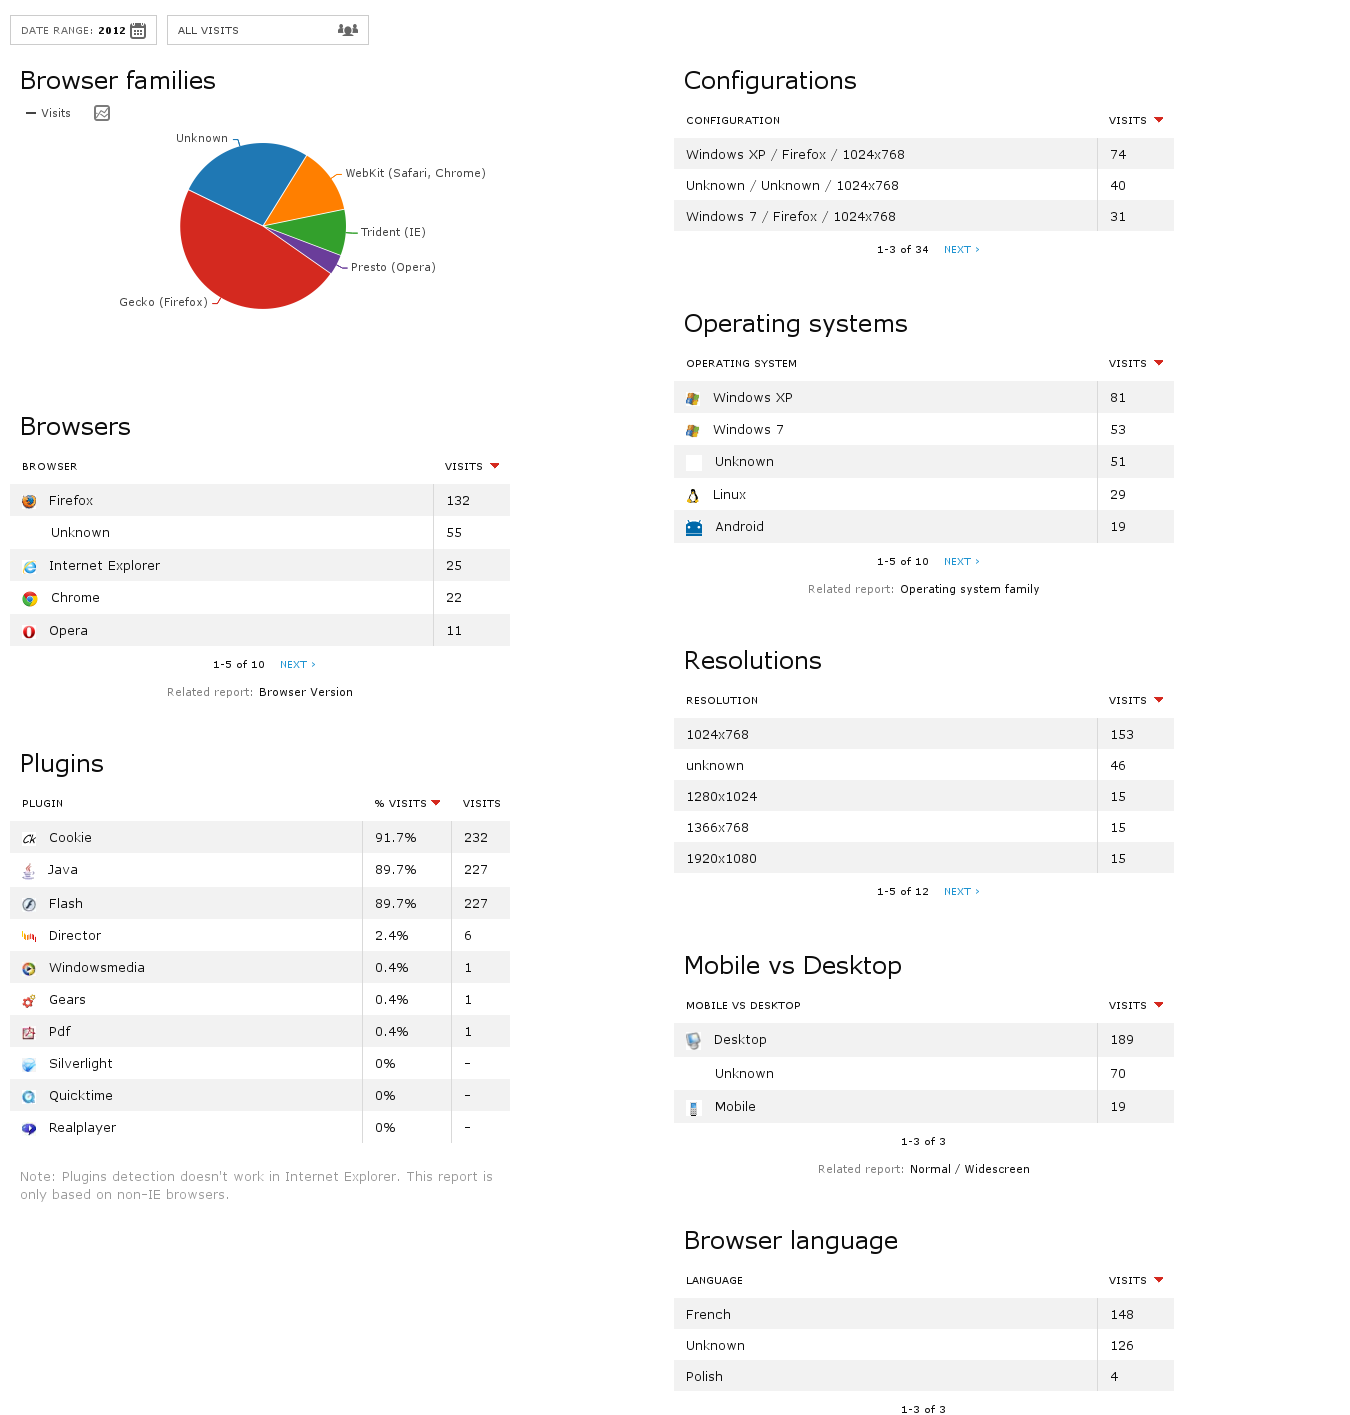 DATE RANGE: 2012
ALL VISITS
Browser families
Visits
Unknown
WebKit (Safari, Chrome)
Trident (IE)
Presto (Opera)
Gecko (Firefox)
Browsers
BROWSER VISITS
Firefox 132
Unknown 55
Internet Explorer 25
Chrome 22
Opera 11
1-5 of 10 NEXT ›
Related report: Browser Version
Plugins
PLUGIN % VISITS VISITS
Ck Cookie 91.7% 232
Java 89.7% 227
Flash 89.7% 227
Director 2.4% 6
Windowsmedia 0.4% 1
Gears 0.4% 1
Pdf 0.4% 1
Silverlight 0% -
Quicktime 0% -
Realplayer 0% -
Note: Plugins detection doesn't work in Internet Explorer. This report is
only based on non-IE browsers.
Configurations
CONFIGURATION VISITS
Windows XP / Firefox / 1024x768 74
Unknown / Unknown / 1024x768 40
Windows 7 / Firefox / 1024x768 31
1-3 of 34 NEXT ›
Operating systems
OPERATING SYSTEM VISITS
Windows XP 81
Windows 7 53
Unknown 51
Linux 29
Android 19
1-5 of 10 NEXT ›
Related report: Operating system family
Resolutions
RESOLUTION VISITS
1024x768 153
unknown 46
1280x1024 15
1366x768 15
1920x1080 15
1-5 of 12 NEXT ›
Mobile vs Desktop
MOBILE VS DESKTOP VISITS
Desktop 189
Unknown 70
Mobile 19
1-3 of 3
Related report: Normal / Widescreen
Browser language
LANGUAGE VISITS
French 148
Unknown 126
Polish 4
1-3 of 3